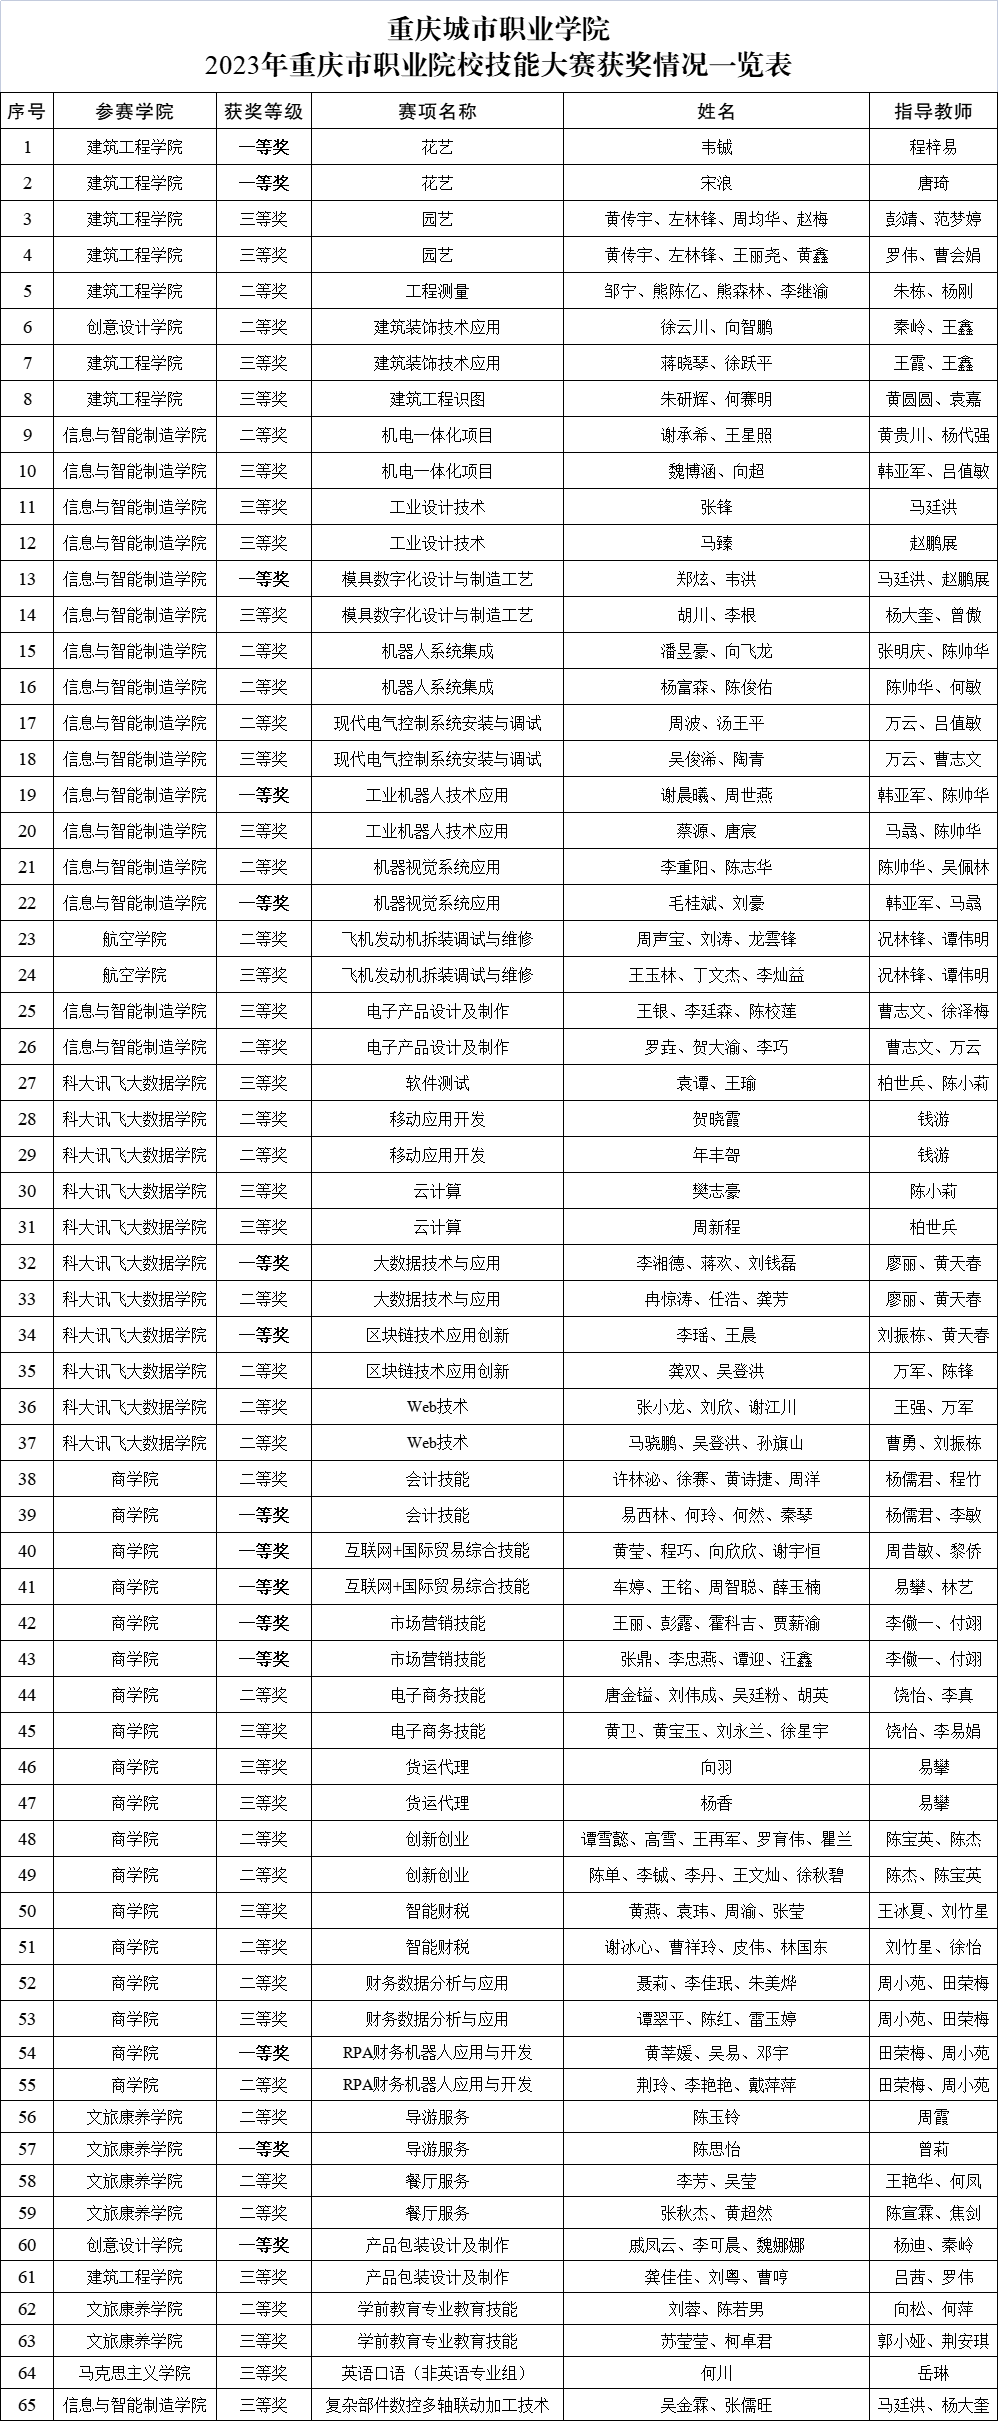 重庆城市职业学院
2023年重庆市职业院校技能大赛获奖情况一览表
序号 参赛学院 获奖等级 赛项名称 姓名 指导教师
1 建筑工程学院 一等奖 花艺 韦铖 程梓易
2 建筑工程学院 一等奖 花艺 宋浪 唐琦
3 建筑工程学院 三等奖 园艺 黄传宇、左林锋、周均华、赵梅 彭靖、范梦婷
4 建筑工程学院 三等奖 园艺 黄传宇、左林锋、王丽尧、黄鑫 罗伟、曹会娟
5 建筑工程学院 二等奖 工程测量 邹宁、熊陈亿、熊森林、李继渝 朱栋、杨刚
6 创意设计学院 二等奖 建筑装饰技术应用 徐云川、向智鹏 秦岭、王鑫
7 建筑工程学院 三等奖 建筑装饰技术应用 蒋晓琴、徐跃平 王霞、王鑫
8 建筑工程学院 三等奖 建筑工程识图 朱研辉、何赛明 黄圆圆、袁嘉
9 信息与智能制造学院 二等奖 机电一体化项目 谢承希、王星照 黄贵川、杨代强
10 信息与智能制造学院 三等奖 机电一体化项目 魏博涵、向超 韩亚军、吕值敏
11 信息与智能制造学院 三等奖 工业设计技术 张锋 马廷洪
12 信息与智能制造学院 三等奖 工业设计技术 马臻 赵鹏展
13 信息与智能制造学院 一等奖 模具数字化设计与制造工艺 郑炫、韦洪 马廷洪、赵鹏展
14 信息与智能制造学院 三等奖 模具数字化设计与制造工艺 胡川、李根 杨大奎、曾傲
15 信息与智能制造学院 二等奖 机器人系统集成 潘昱豪、向飞龙 张明庆、陈帅华
16 信息与智能制造学院 二等奖 机器人系统集成 杨富森、陈俊佑 陈帅华、何敏
17 信息与智能制造学院 二等奖 现代电气控制系统安装与调试 周波、汤王平 万云、吕值敏
18 信息与智能制造学院 三等奖 现代电气控制系统安装与调试 吴俊浠、陶青 万云、曹志文
19 信息与智能制造学院 一等奖 工业机器人技术应用 谢晨曦、周世燕 韩亚军、陈帅华
20 信息与智能制造学院 三等奖 工业机器人技术应用 蔡源、唐宸 马骉、陈帅华
21 信息与智能制造学院 二等奖 机器视觉系统应用 李重阳、陈志华 陈帅华、吴佩林
22 信息与智能制造学院 一等奖 机器视觉系统应用 毛桂斌、刘豪 韩亚军、马骉
23 航空学院 二等奖 飞机发动机拆装调试与维修 周声宝、刘涛、龙雲锋 况林锋、谭伟明
24 航空学院 三等奖 飞机发动机拆装调试与维修 王玉林、丁文杰、李灿益 况林锋、谭伟明
25 信息与智能制造学院 三等奖 电子产品设计及制作 王银、李廷森、陈校莲 曹志文、徐泽梅
26 信息与智能制造学院 二等奖 电子产品设计及制作 罗垚、贺大渝、李巧 曹志文、万云
27 科大讯飞大数据学院 三等奖 软件测试 袁谭、王瑜 柏世兵、陈小莉
28 科大讯飞大数据学院 二等奖 移动应用开发 贺晓霞 钱游
29 科大讯飞大数据学院 二等奖 移动应用开发 年丰驾 钱游
30 科大讯飞大数据学院 三等奖 云计算 樊志豪 陈小莉
31 科大讯飞大数据学院 三等奖 云计算 周新程 柏世兵
32 科大讯飞大数据学院 一等奖 大数据技术与应用 李湘德、蒋欢、刘钱磊 廖丽、黄天春
33 科大讯飞大数据学院 二等奖 大数据技术与应用 冉惊涛、任浩、龚芳 廖丽、黄天春
34 科大讯飞大数据学院 一等奖 区块链技术应用创新 李瑶、王晨 刘振栋、黄天春
35 科大讯飞大数据学院 二等奖 区块链技术应用创新 龚双、吴登洪 万军、陈锋
36 科大讯飞大数据学院 二等奖 Web技术 张小龙、刘欣、谢江川 王强、万军
37 科大讯飞大数据学院 二等奖 Web技术 马骁鹏、吴登洪、孙旗山 曹勇、刘振栋
38 商学院 二等奖 会计技能 许林泌、徐赛、黄诗捷、周洋 杨儒君、程竹
39 商学院 一等奖 会计技能 易西林、何玲、何然、秦琴 杨儒君、李敏
40 商学院 一等奖 互联网+国际贸易综合技能 黄莹、程巧、向欣欣、谢宇恒 周昔敏、黎侨
41 商学院 一等奖 互联网+国际贸易综合技能 车婷、王铭、周智聪、薛玉楠 易攀、林艺
42 商学院 一等奖 市场营销技能 王丽、彭露、霍科吉、贾薪渝 李儆一、付翊
43 商学院 一等奖 市场营销技能 张鼎、李忠燕、谭迎、汪鑫 李儆一、付翊
44 商学院 二等奖 电子商务技能 唐金镒、刘伟成、吴廷粉、胡英 饶怡、李真
45 商学院 三等奖 电子商务技能 黄卫、黄宝玉、刘永兰、徐星宇 饶怡、李易娟
46 商学院 三等奖 货运代理 向羽 易攀
47 商学院 三等奖 货运代理 杨香 易攀
48 商学院 二等奖 创新创业 谭雪懿、高雪、王再军、罗育伟、瞿兰 陈宝英、陈杰
49 商学院 二等奖 创新创业 陈单、李铖、李丹、王文灿、徐秋碧 陈杰、陈宝英
50 商学院 三等奖 智能财税 黄燕、袁玮、周渝、张莹 王冰夏、刘竹星
51 商学院 二等奖 智能财税 谢冰心、曹祥玲、皮伟、林国东 刘竹星、徐怡
52 商学院 二等奖 财务数据分析与应用 聂莉、李佳珉、朱美烨 周小苑、田荣梅
53 商学院 三等奖 财务数据分析与应用 谭翠平、陈红、雷玉婷 周小苑、田荣梅
54 商学院 一等奖 RPA财务机器人应用与开发 黄莘媛、吴易、邓宇 田荣梅、周小苑
55 商学院 二等奖 RPA财务机器人应用与开发 荆玲、李艳艳、戴萍萍 田荣梅、周小苑
56 文旅康养学院 二等奖 导游服务 陈玉铃 周霞
57 文旅康养学院 一等奖 导游服务 陈思怡 曾莉
58 文旅康养学院 二等奖 餐厅服务 李芳、吴莹 王艳华、何凤
59 文旅康养学院 二等奖 餐厅服务 张秋杰、黄超然 陈宣霖、焦剑
60 创意设计学院 一等奖 产品包装设计及制作 戚凤云、李可晨、魏娜娜 杨迪、秦岭
61 建筑工程学院 三等奖 产品包装设计及制作 龚佳佳、刘粤、曹哼 吕茜、罗伟
62 文旅康养学院 二等奖 学前教育专业教育技能 刘蓉、陈若男 向松、何萍
63 文旅康养学院 三等奖 学前教育专业教育技能 苏莹莹、柯卓君 郭小娅、荆安琪
64 马克思主义学院 三等奖 英语口语（非英语专业组） 何川 岳琳
65 信息与智能制造学院 三等奖 复杂部件数控多轴联动加工技术 吴金霖、张儒旺 马廷洪、杨大奎